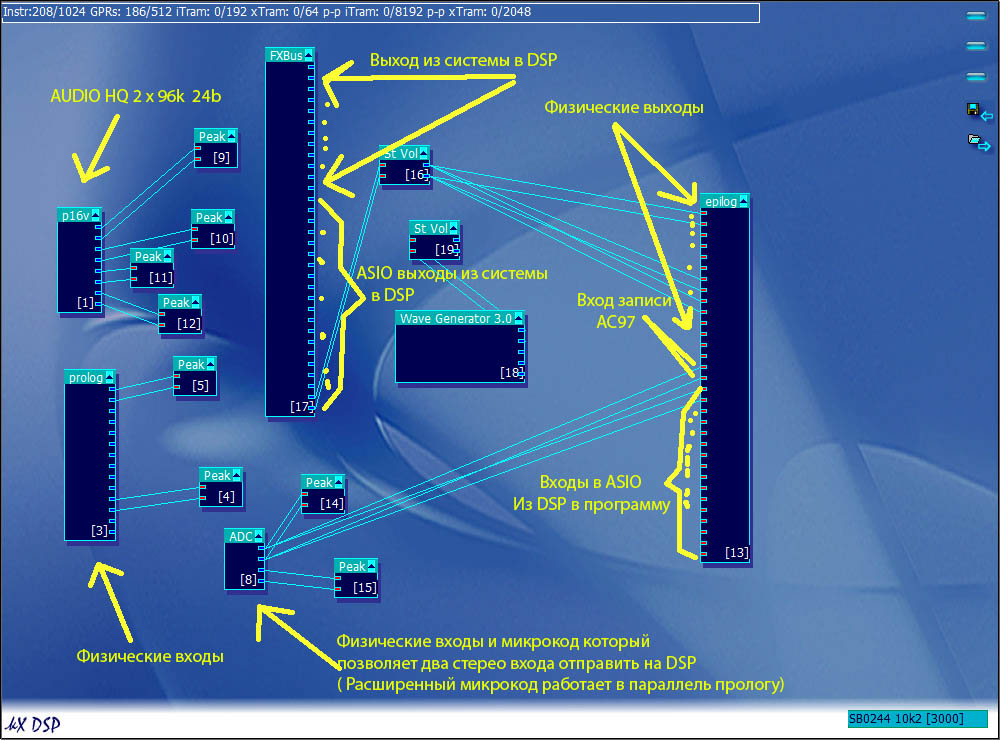 Instr:208/1024 GPRs: 186/512 iTram: 0/192 xTram: 0/64 p-p iTram: 0/8192 p-p xTram: 0/2048
FXBus
Выход из системы в DSP
AUDIO HQ 2 x 96k 24b
Физические выходы
Peak
[9]
St Vol
[16]
epilog
p16v
[1]
Peak
[10]
St Vol
[19]
Peak
[11]
ASIO выходы из системы
в DSP
Peak
[12]
Вход записи
AC97
Wave Generator 3.0
[18]
Peak
[5]
prolog
[3]
[17]
Peak
[4]
Peak
[14]
Входы в ASIO
Из DSP в программу
ADC
[8]
[13]
Peak
[15]
Физические входы
Физические входы и микрокод который
позволяет два стерео входа отправить на DSP
( Расширенный микрокод работает в параллель прологу)
kX DSP
SB0244 10k2 [3000]